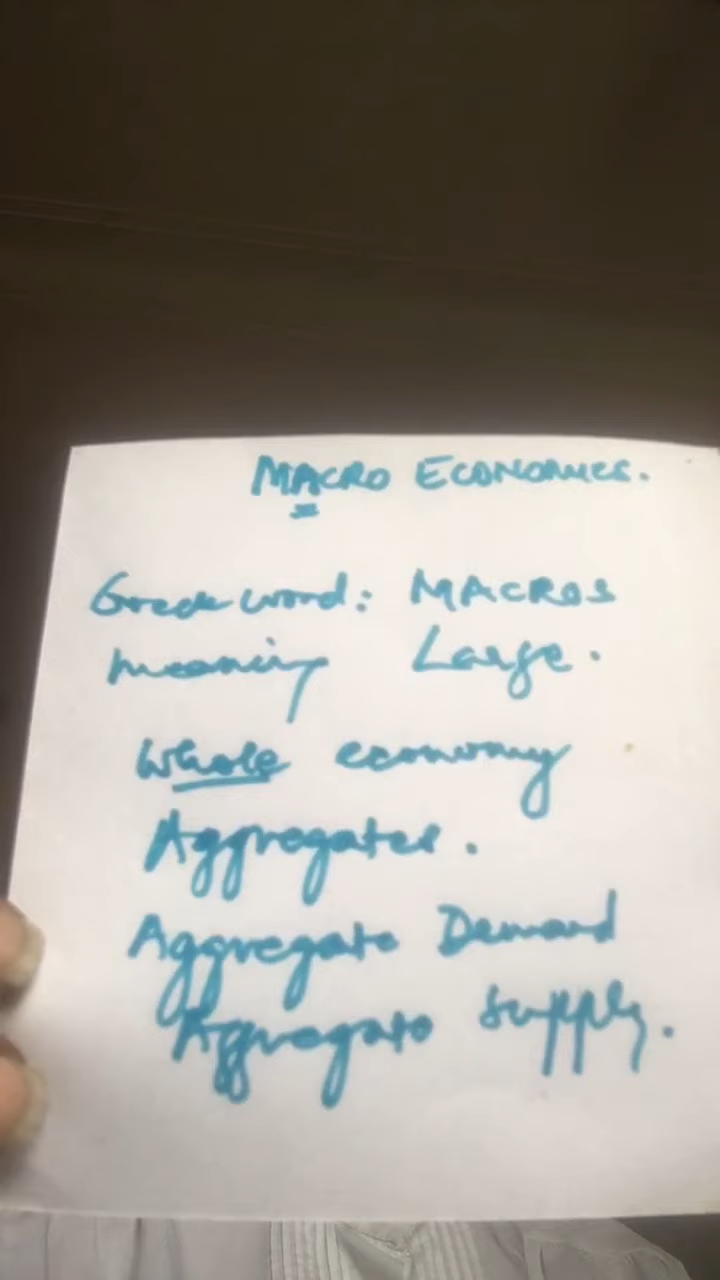 MACRO ECONOMICS.
Greek word: MACROS
meaning Large.
Whole economy
Aggregates.
Aggregate Demand
Aggregate Supply.